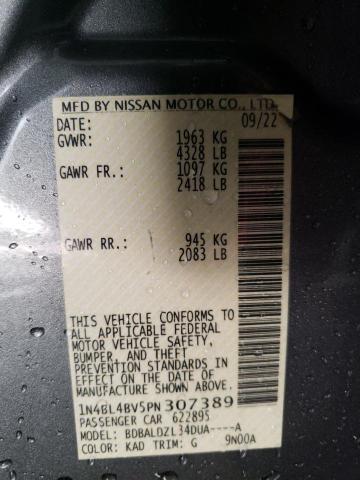 MFD BY NISSAN MOTOR CO., LTD.
DATE: 09/22
GVWR: 1963 KG
4328 LB
GAWR FR.: 1097 KG
2418 LB
GAWR RR.: 945 KG
2083 LB
THIS VEHICLE CONFORMS TO
ALL APPLICABLE FEDERAL
MOTOR VEHICLE SAFETY,
BUMPER, AND THEFT
PREVENTION STANDARDS IN
EFFECT ON THE DATE OF
MANUFACTURE SHOWN ABOVE.
1N4BL4BV5PN307389
PASSENGER CAR 622895
MODEL: BDBALDZL34DUA----A
COLOR: KAD TRIM: G 9N00A